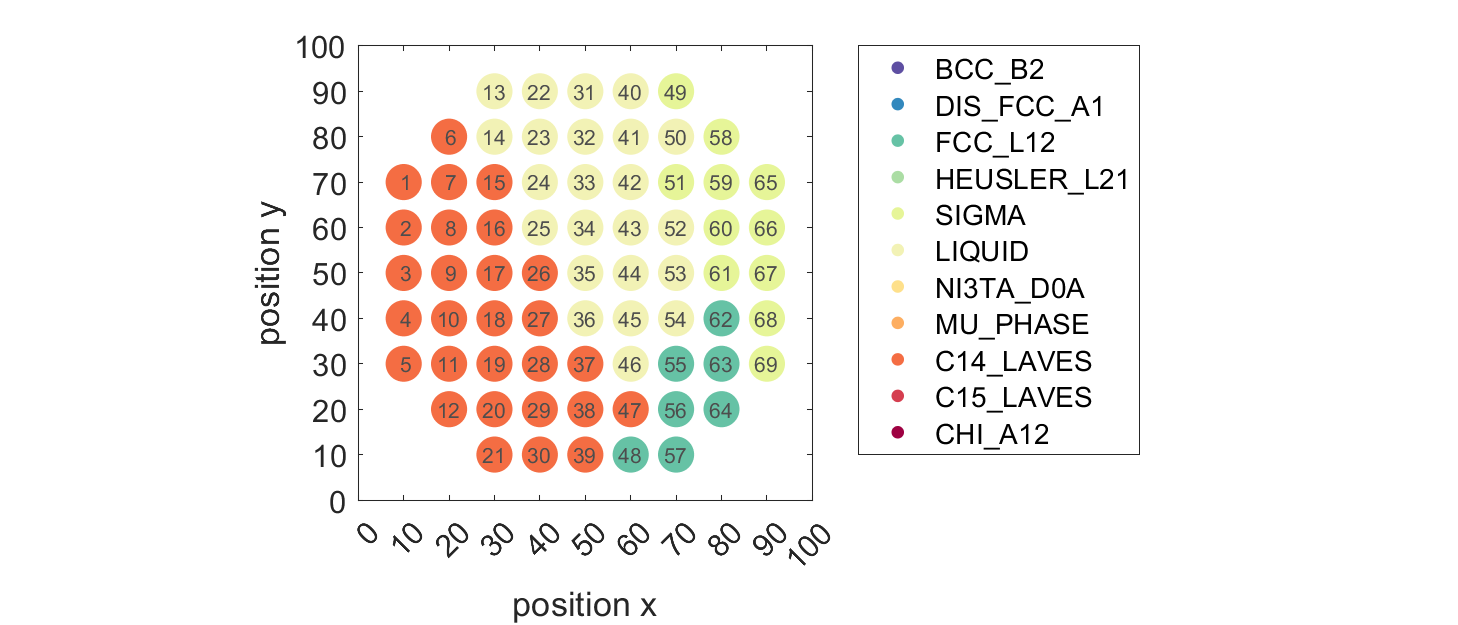 100
90
80
70
60
50
40
30
20
10
0
position y
13 22 31 40 49
6 14 23 32 41 50 58
1 7 15 24 33 42 51 59 65
2 8 16 25 34 43 52 60 66
3 9 17 26 35 44 53 61 67
4 10 18 27 36 45 54 62 68
5 11 19 28 37 46 55 63 69
12 20 29 38 47 56 64
21 30 39 48 57
0 10 20 30 40 50 60 70 80 90 100
position x
BCC_B2
DIS_FCC_A1
FCC_L12
HEUSLER_L21
SIGMA
LIQUID
NI3TA_D0A
MU_PHASE
C14_LAVES
C15_LAVES
CHI_A12